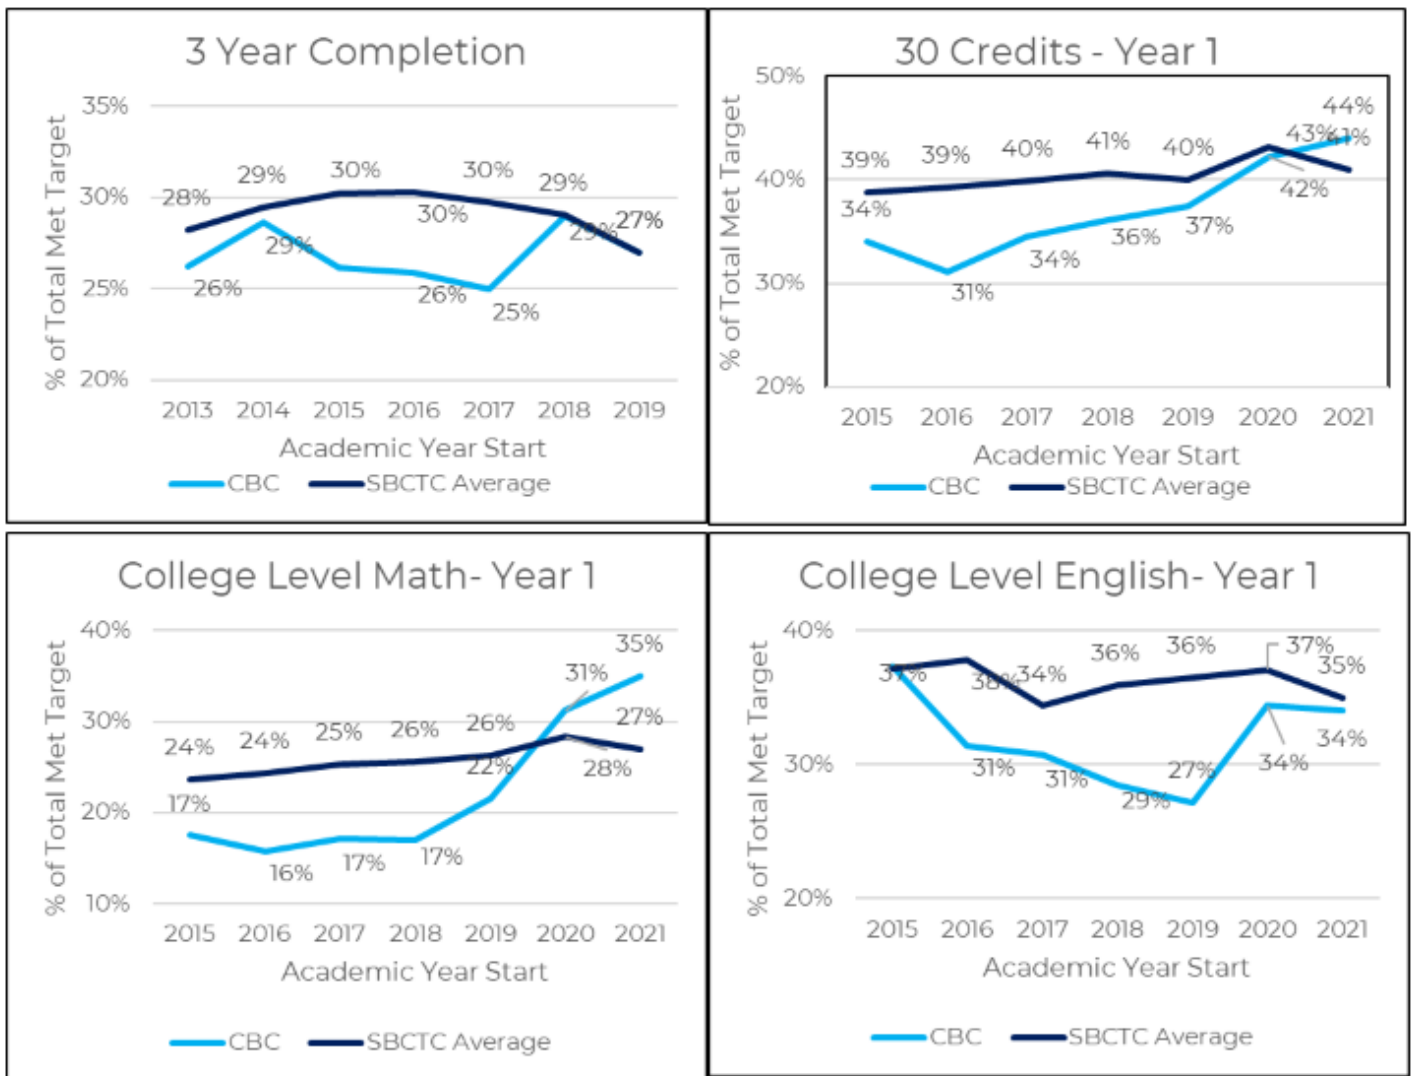 3 Year Completion
% of Total Met Target
35%
30%
25%
20%
28%
29%
30%
30%
30%
29%
27%
26%
29%
26%
25%
29%
27%
2013 2014 2015 2016 2017 2018 2019
Academic Year Start
CBC SBCTC Average
30 Credits - Year 1
% of Total Met Target
50%
40%
30%
20%
39% 39% 40% 41% 40% 43% 41%
34% 31% 34% 36% 37% 42% 44%
2015 2016 2017 2018 2019 2020 2021
Academic Year Start
CBC SBCTC Average
College Level Math- Year 1
% of Total Met Target
40%
30%
20%
10%
24% 24% 25% 26% 26% 28% 27%
17% 16% 17% 17% 22% 31% 35%
2015 2016 2017 2018 2019 2020 2021
Academic Year Start
CBC SBCTC Average
College Level English- Year 1
% of Total Met Target
40%
30%
20%
37% 38% 34% 36% 36% 37% 35%
31% 31% 29% 27% 34% 34%
2015 2016 2017 2018 2019 2020 2021
Academic Year Start
CBC SBCTC Average